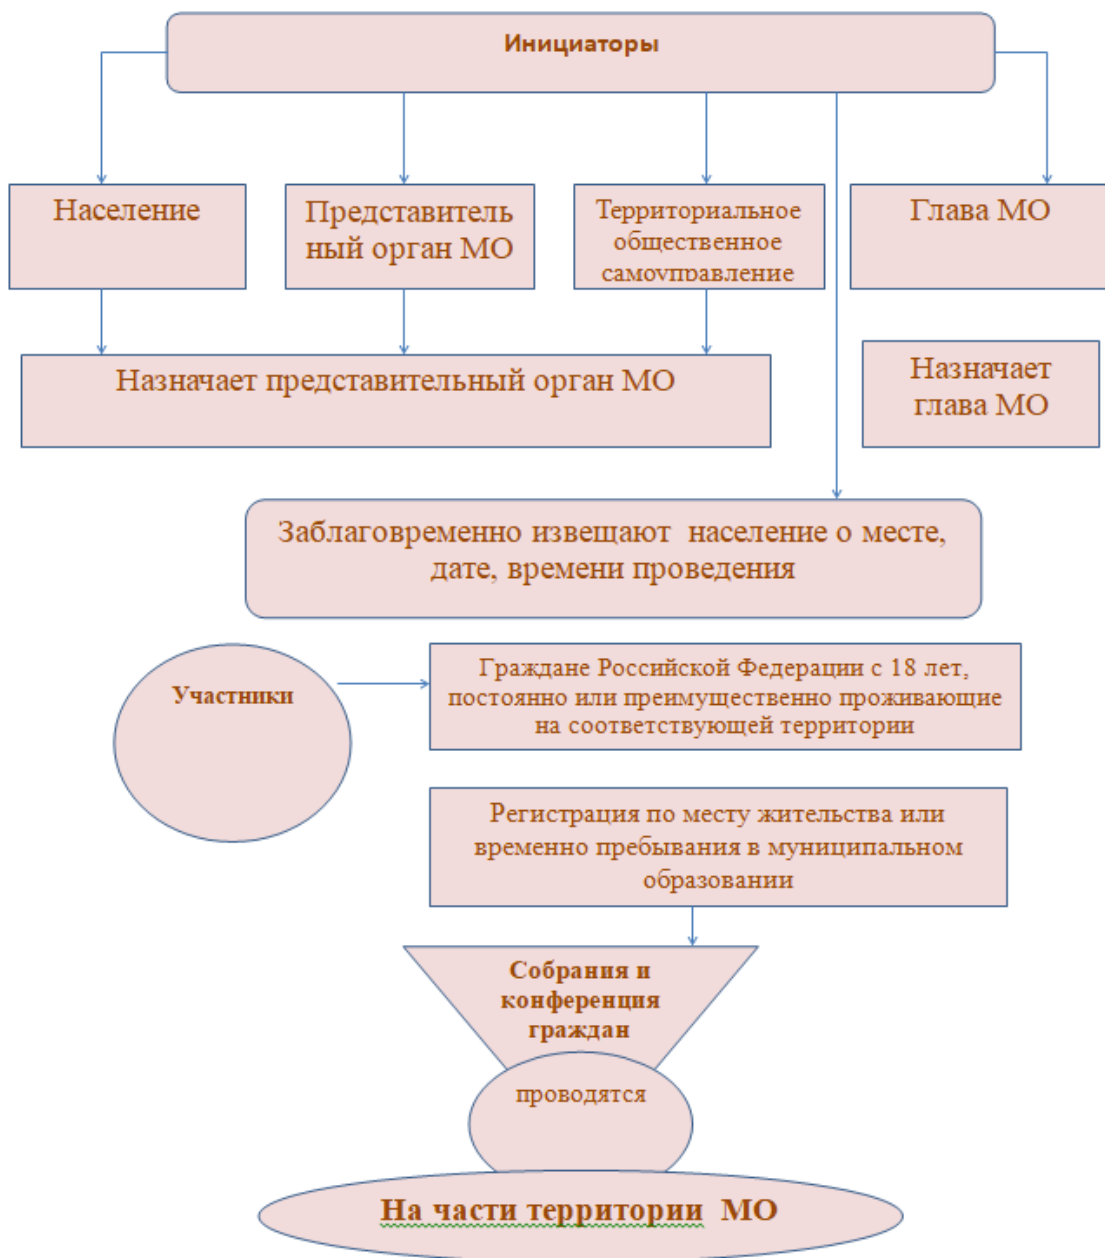 Инициаторы
Население
Представитель
ный орган МО
Территориальное
общественное
самоуправление
Глава МО
Назначает представительный орган МО
Назначает
глава МО
Заблаговременно извещают население о месте,
дате, времени проведения
Участники
Граждане Российской Федерации с 18 лет,
постоянно или преимущественно проживающие
на соответствующей территории
Регистрация по месту жительства или
временно пребывания в муниципальном
образовании
Собрания и
конференция
граждан
проводятся
На части территории МО